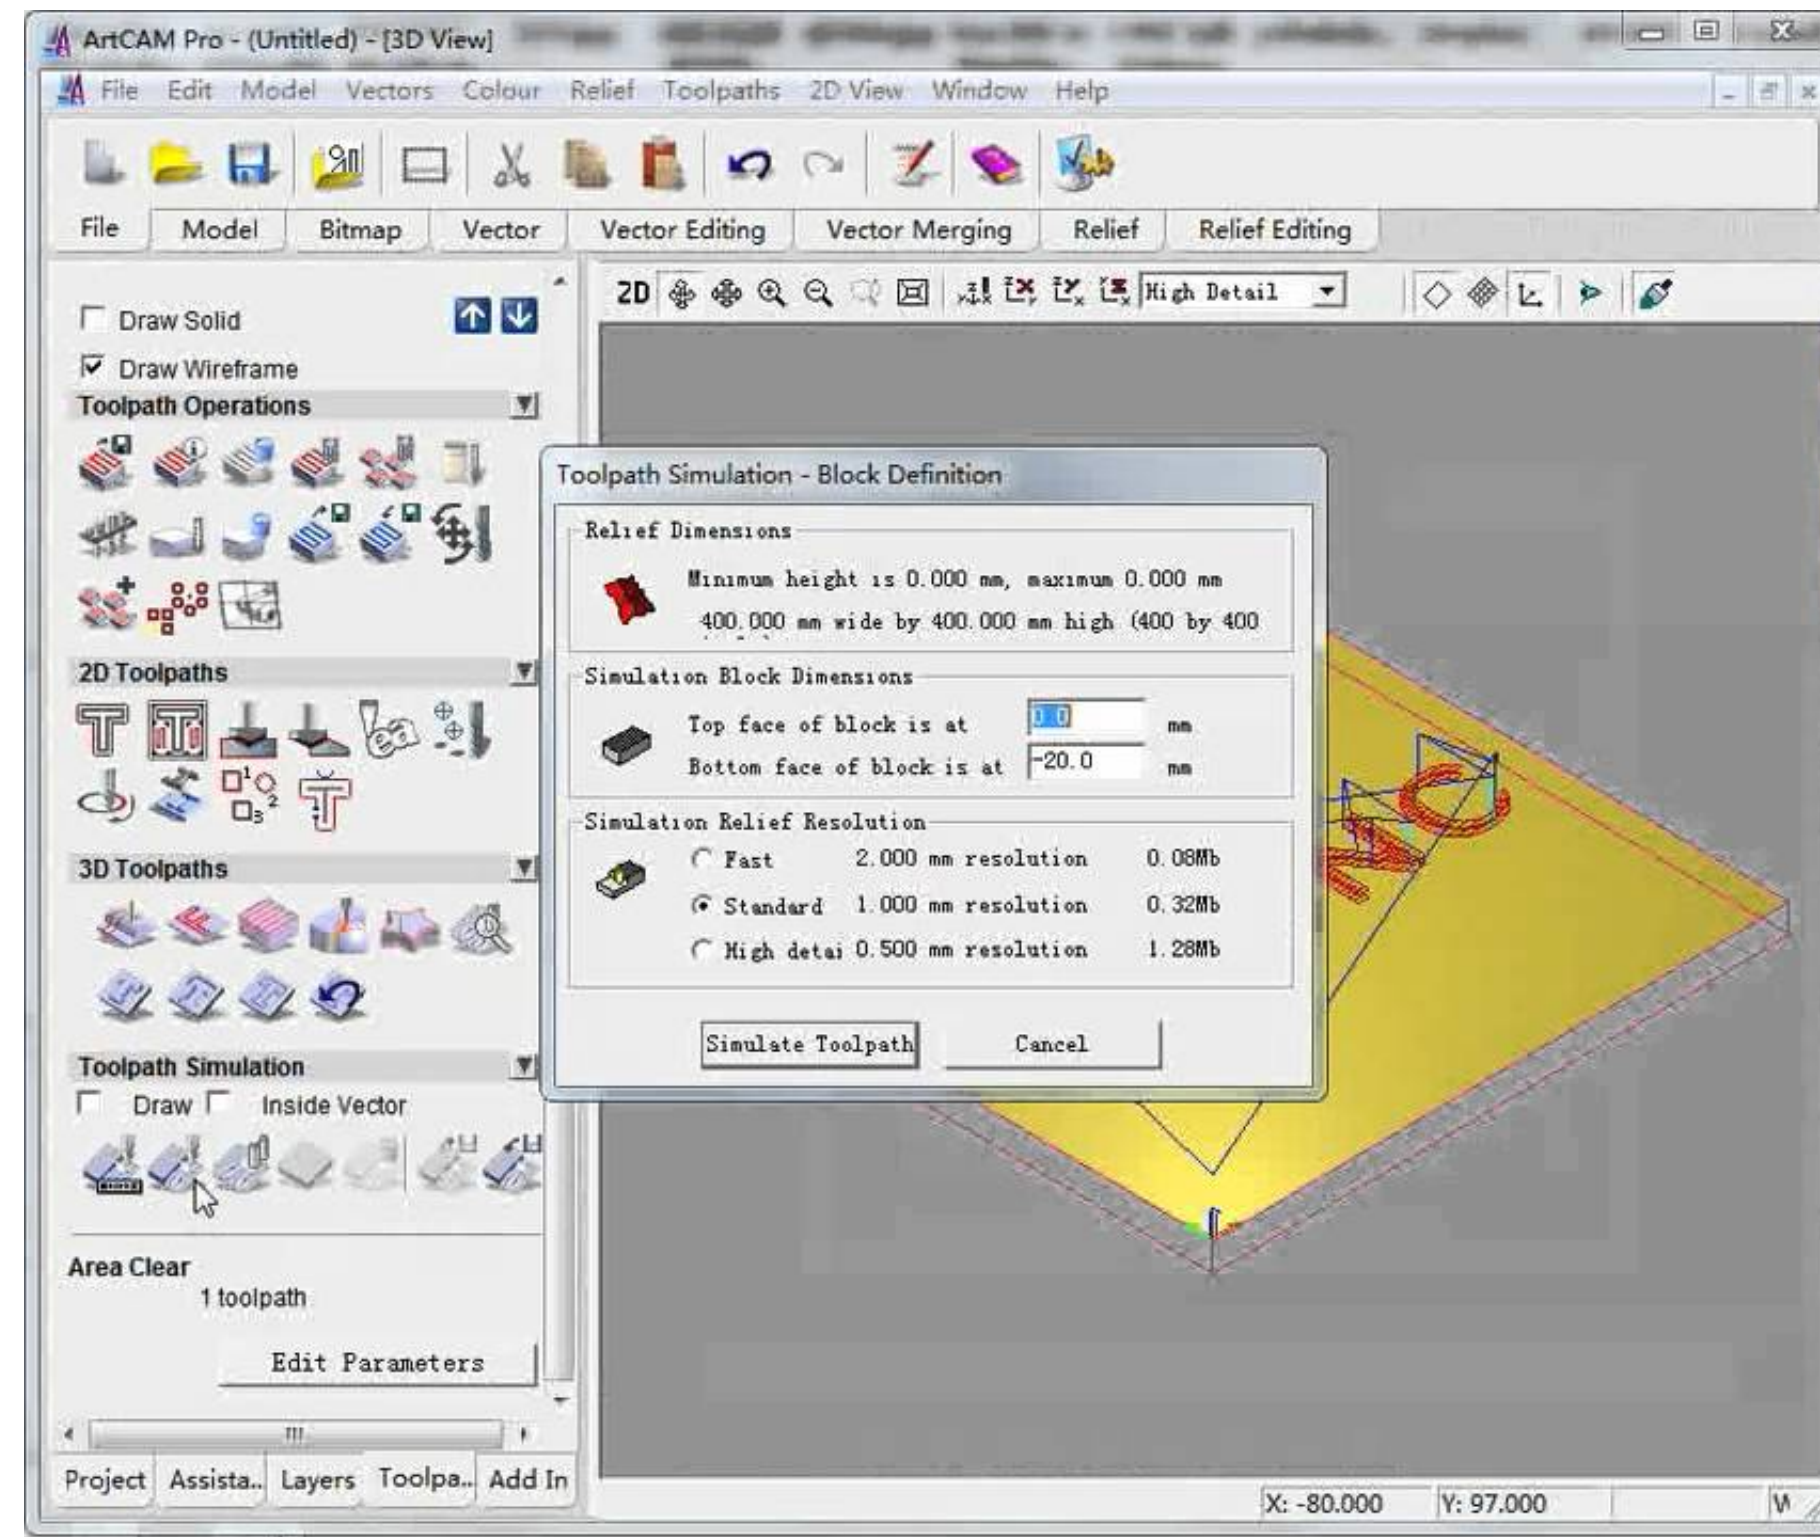 ArtCAM Pro - (Untitled) - [3D View]
File Edit Model Vectors Colour Relief Toolpaths 2D View Window Help
File Model Bitmap Vector Vector Editing Vector Merging Relief Relief Editing
2D High Detail
Draw Solid
Draw Wireframe
Toolpath Operations
2D Toolpaths
3D Toolpaths
Toolpath Simulation
Draw Inside Vector
Area Clear
1 toolpath
Edit Parameters
Project Assista.. Layers Toolpa.. Add In
Toolpath Simulation - Block Definition
Relief Dimensions
Minimum height is 0.000 mm, maximum 0.000 mm
400.000 mm wide by 400.000 mm high (400 by 400
Simulation Block Dimensions
Top face of block is at 0.0 mm
Bottom face of block is at -20.0 mm
Simulation Relief Resolution
Fast 2.000 mm resolution 0.08Mb
Standard 1.000 mm resolution 0.32Mb
High detai 0.500 mm resolution 1.28Mb
Simulate Toolpath Cancel
X: -80.000 Y: 97.000